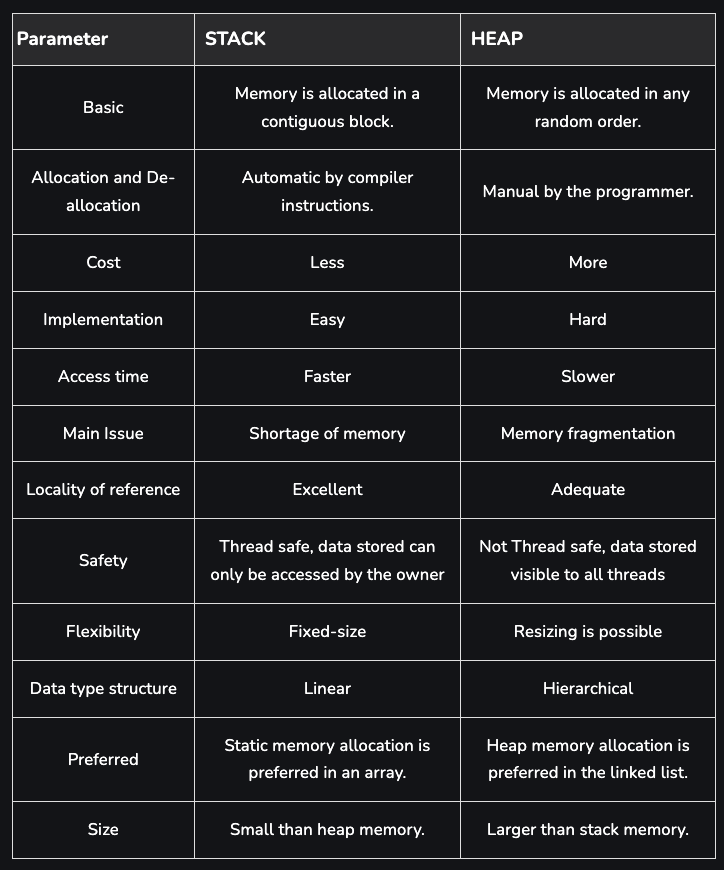 Parameter STACK HEAP
Basic
Memory is allocated in a
contiguous block.
Memory is allocated in any
random order.
Allocation and De-
allocation
Automatic by compiler
instructions.
Manual by the programmer.
Cost Less More
Implementation Easy Hard
Access time Faster Slower
Main Issue Shortage of memory Memory fragmentation
Locality of reference Excellent Adequate
Safety
Thread safe, data stored can
only be accessed by the owner
Not Thread safe, data stored
visible to all threads
Flexibility Fixed-size Resizing is possible
Data type structure Linear Hierarchical
Preferred
Static memory allocation is
preferred in an array.
Heap memory allocation is
preferred in the linked list.
Size Small than heap memory. Larger than stack memory.